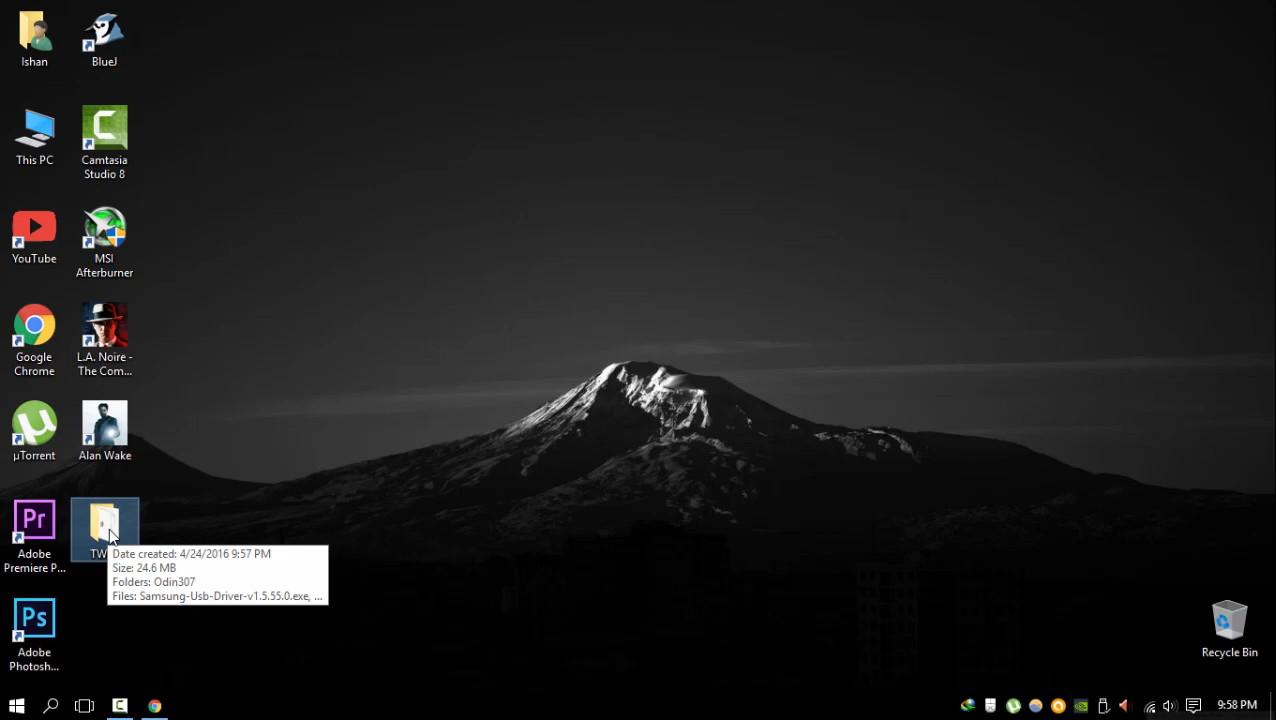 Ishan
BlueJ
This PC
Camtasia
Studio 8
YouTube
MSI
Afterburner
Google
Chrome
L.A. Noire -
The Com...
µTorrent
Alan Wake
Pr
Adobe
Premiere P...
TW
Date created: 4/24/2016 9:57 PM
Size: 24.6 MB
Folders: Odin307
Files: Samsung-Usb-Driver-v1.5.55.0.exe, ...
Ps
Adobe
Photosh...
Recycle Bin
9:58 PM